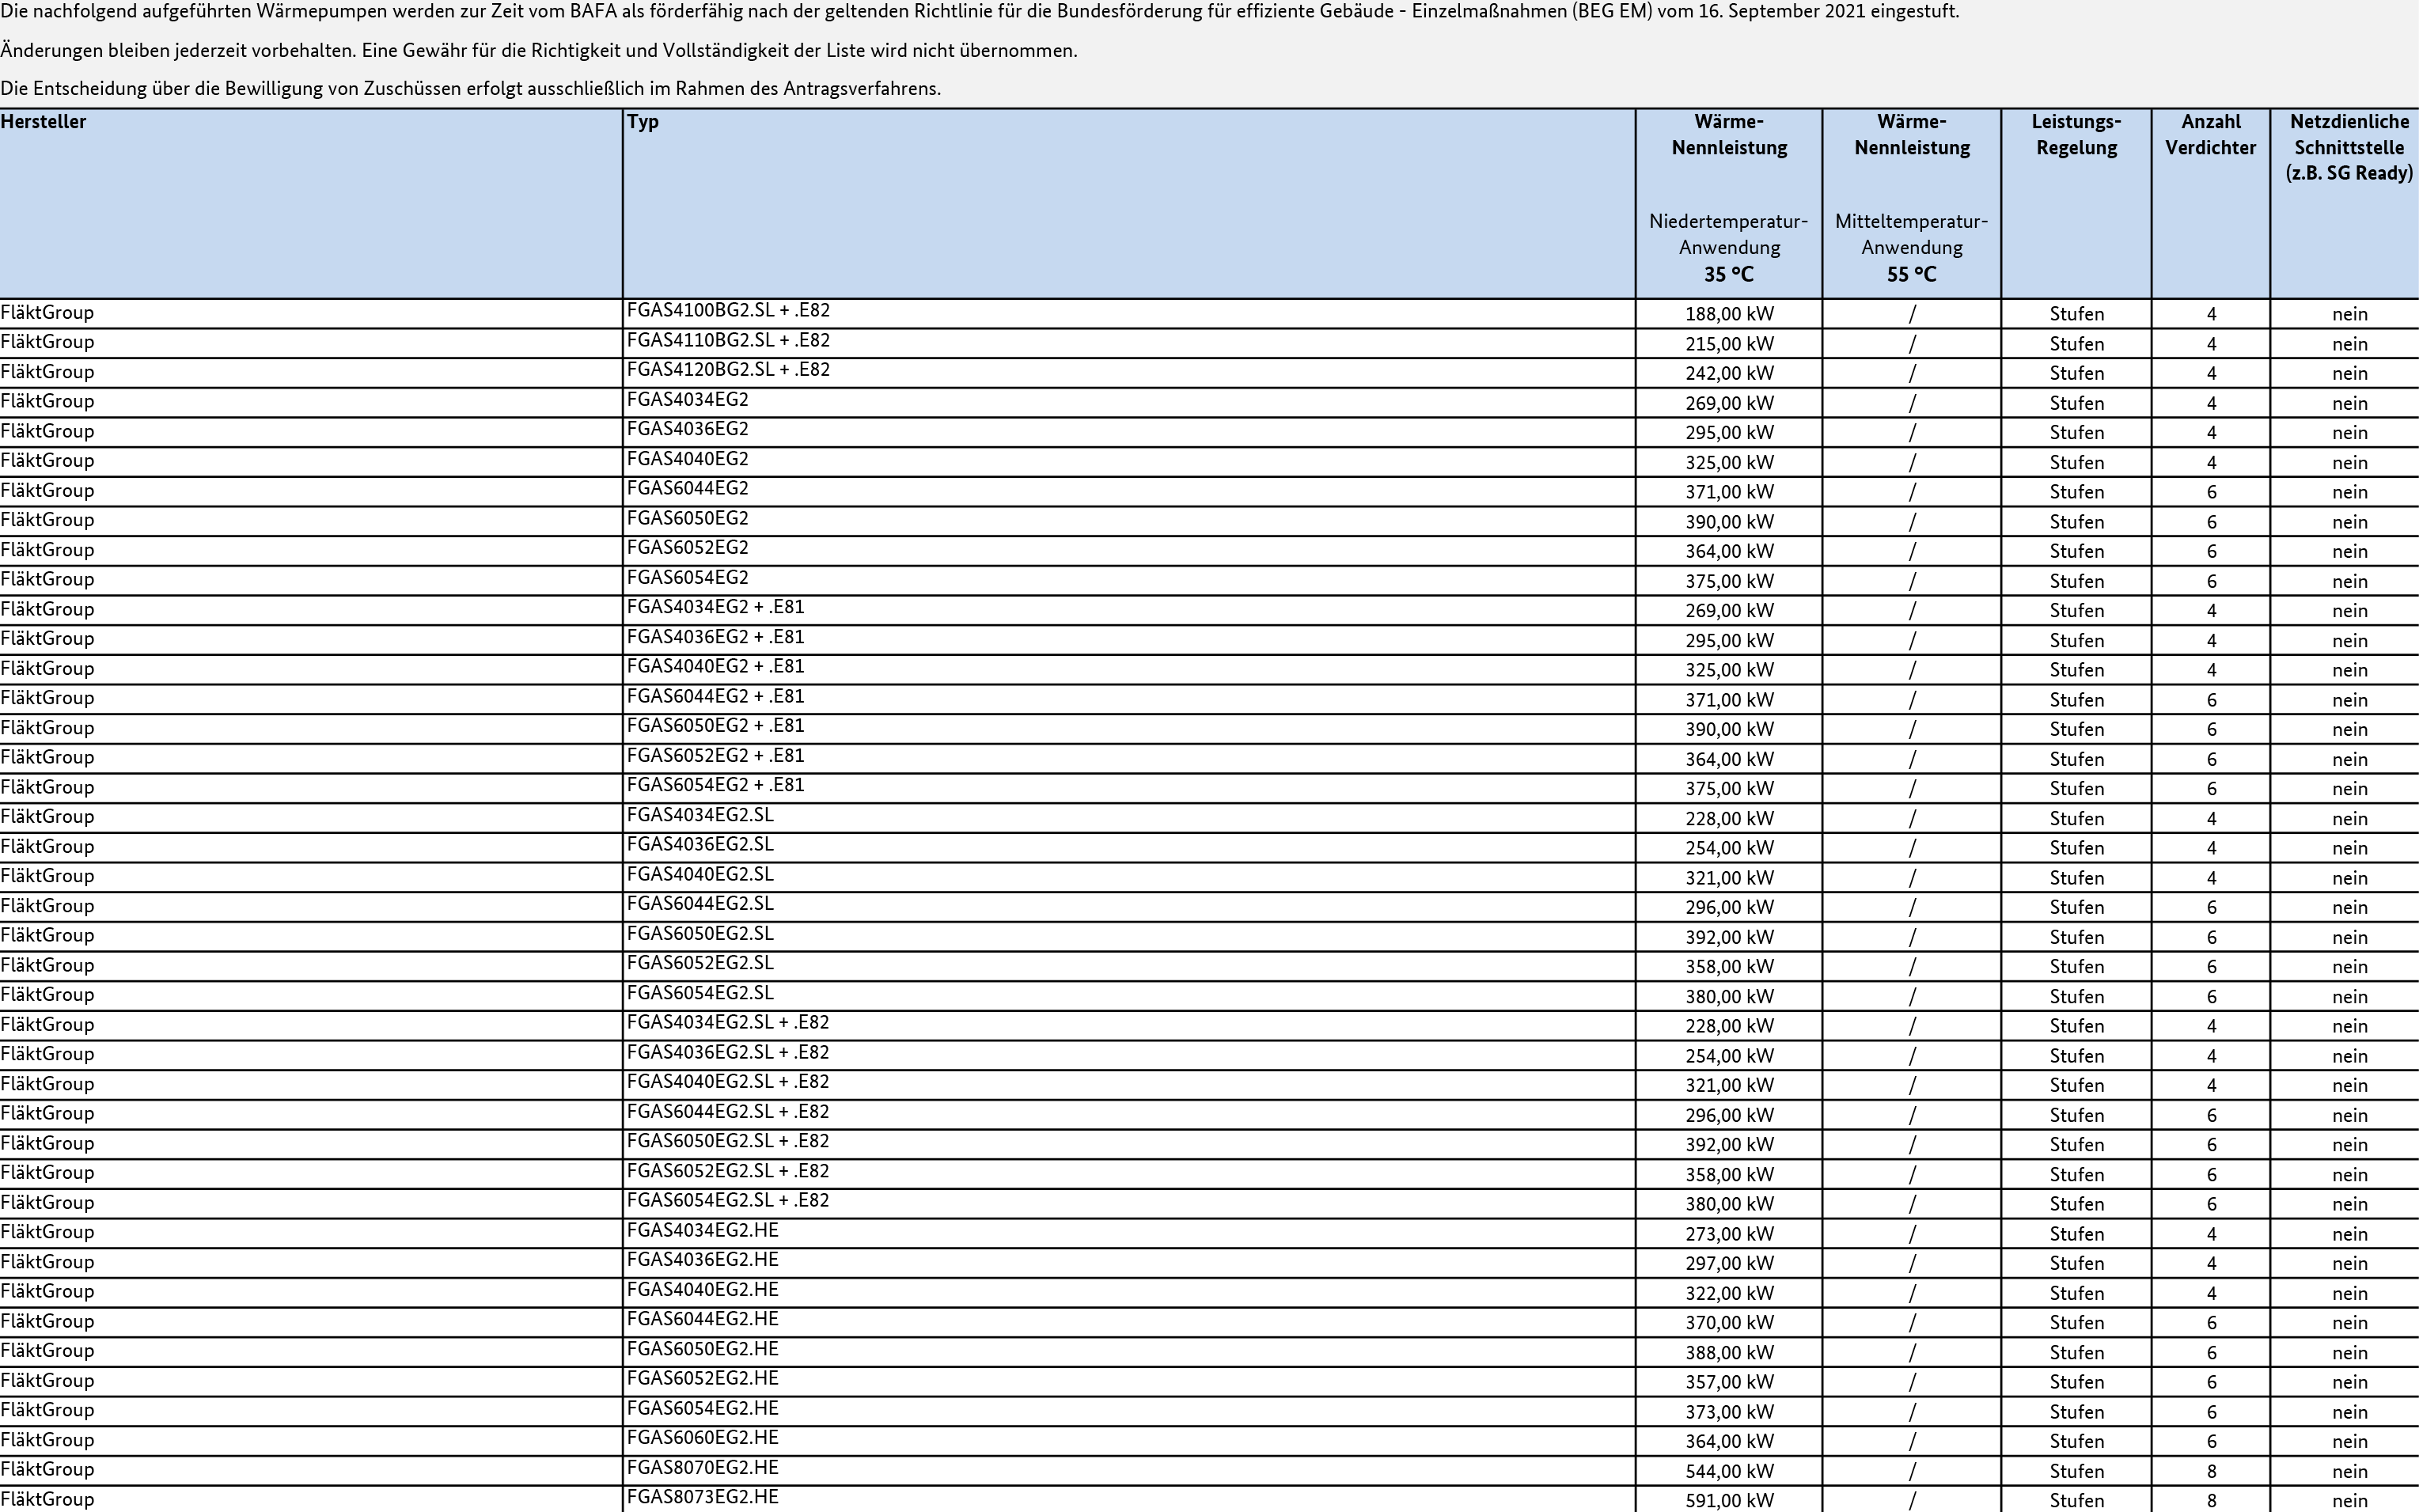 Die nachfolgend aufgeführten Wärmepumpen werden zur Zeit vom BAFA als förderfähig nach der geltenden Richtlinie für die Bundesförderung für effiziente Gebäude - Einzelmaßnahmen (BEG EM) vom 16. September 2021 eingestuft.
Änderungen bleiben jederzeit vorbehalten. Eine Gewähr für die Richtigkeit und Vollständigkeit der Liste wird nicht übernommen.
Die Entscheidung über die Bewilligung von Zuschüssen erfolgt ausschließlich im Rahmen des Antragsverfahrens.
Hersteller Typ Wärme- Wärme- Leistungs- Anzahl Netzdienliche
Nennleistung Nennleistung Regelung Verdichter Schnittstelle
(z.B. SG Ready)
Niedertemperatur- Mitteltemperatur-
Anwendung Anwendung
35 °C 55 °C
FläktGroup FGAS4100BG2.SL + .E82 188,00 kW / Stufen 4 nein
FläktGroup FGAS4110BG2.SL + .E82 215,00 kW / Stufen 4 nein
FläktGroup FGAS4120BG2.SL + .E82 242,00 kW / Stufen 4 nein
FläktGroup FGAS4034EG2 269,00 kW / Stufen 4 nein
FläktGroup FGAS4036EG2 295,00 kW / Stufen 4 nein
FläktGroup FGAS4040EG2 325,00 kW / Stufen 4 nein
FläktGroup FGAS6044EG2 371,00 kW / Stufen 6 nein
FläktGroup FGAS6050EG2 390,00 kW / Stufen 6 nein
FläktGroup FGAS6052EG2 364,00 kW / Stufen 6 nein
FläktGroup FGAS6054EG2 375,00 kW / Stufen 6 nein
FläktGroup FGAS4034EG2 + .E81 269,00 kW / Stufen 4 nein
FläktGroup FGAS4036EG2 + .E81 295,00 kW / Stufen 4 nein
FläktGroup FGAS4040EG2 + .E81 325,00 kW / Stufen 4 nein
FläktGroup FGAS6044EG2 + .E81 371,00 kW / Stufen 6 nein
FläktGroup FGAS6050EG2 + .E81 390,00 kW / Stufen 6 nein
FläktGroup FGAS6052EG2 + .E81 364,00 kW / Stufen 6 nein
FläktGroup FGAS6054EG2 + .E81 375,00 kW / Stufen 6 nein
FläktGroup FGAS4034EG2.SL 228,00 kW / Stufen 4 nein
FläktGroup FGAS4036EG2.SL 254,00 kW / Stufen 4 nein
FläktGroup FGAS4040EG2.SL 321,00 kW / Stufen 4 nein
FläktGroup FGAS6044EG2.SL 296,00 kW / Stufen 6 nein
FläktGroup FGAS6050EG2.SL 392,00 kW / Stufen 6 nein
FläktGroup FGAS6052EG2.SL 358,00 kW / Stufen 6 nein
FläktGroup FGAS6054EG2.SL 380,00 kW / Stufen 6 nein
FläktGroup FGAS4034EG2.SL + .E82 228,00 kW / Stufen 4 nein
FläktGroup FGAS4036EG2.SL + .E82 254,00 kW / Stufen 4 nein
FläktGroup FGAS4040EG2.SL + .E82 321,00 kW / Stufen 4 nein
FläktGroup FGAS6044EG2.SL + .E82 296,00 kW / Stufen 6 nein
FläktGroup FGAS6050EG2.SL + .E82 392,00 kW / Stufen 6 nein
FläktGroup FGAS6052EG2.SL + .E82 358,00 kW / Stufen 6 nein
FläktGroup FGAS6054EG2.SL + .E82 380,00 kW / Stufen 6 nein
FläktGroup FGAS4034EG2.HE 273,00 kW / Stufen 4 nein
FläktGroup FGAS4036EG2.HE 297,00 kW / Stufen 4 nein
FläktGroup FGAS4040EG2.HE 322,00 kW / Stufen 4 nein
FläktGroup FGAS6044EG2.HE 370,00 kW / Stufen 6 nein
FläktGroup FGAS6050EG2.HE 388,00 kW / Stufen 6 nein
FläktGroup FGAS6052EG2.HE 357,00 kW / Stufen 6 nein
FläktGroup FGAS6054EG2.HE 373,00 kW / Stufen 6 nein
FläktGroup FGAS6060EG2.HE 364,00 kW / Stufen 6 nein
FläktGroup FGAS8070EG2.HE 544,00 kW / Stufen 8 nein
FläktGroup FGAS8073EG2.HE 591,00 kW / Stufen 8 nein